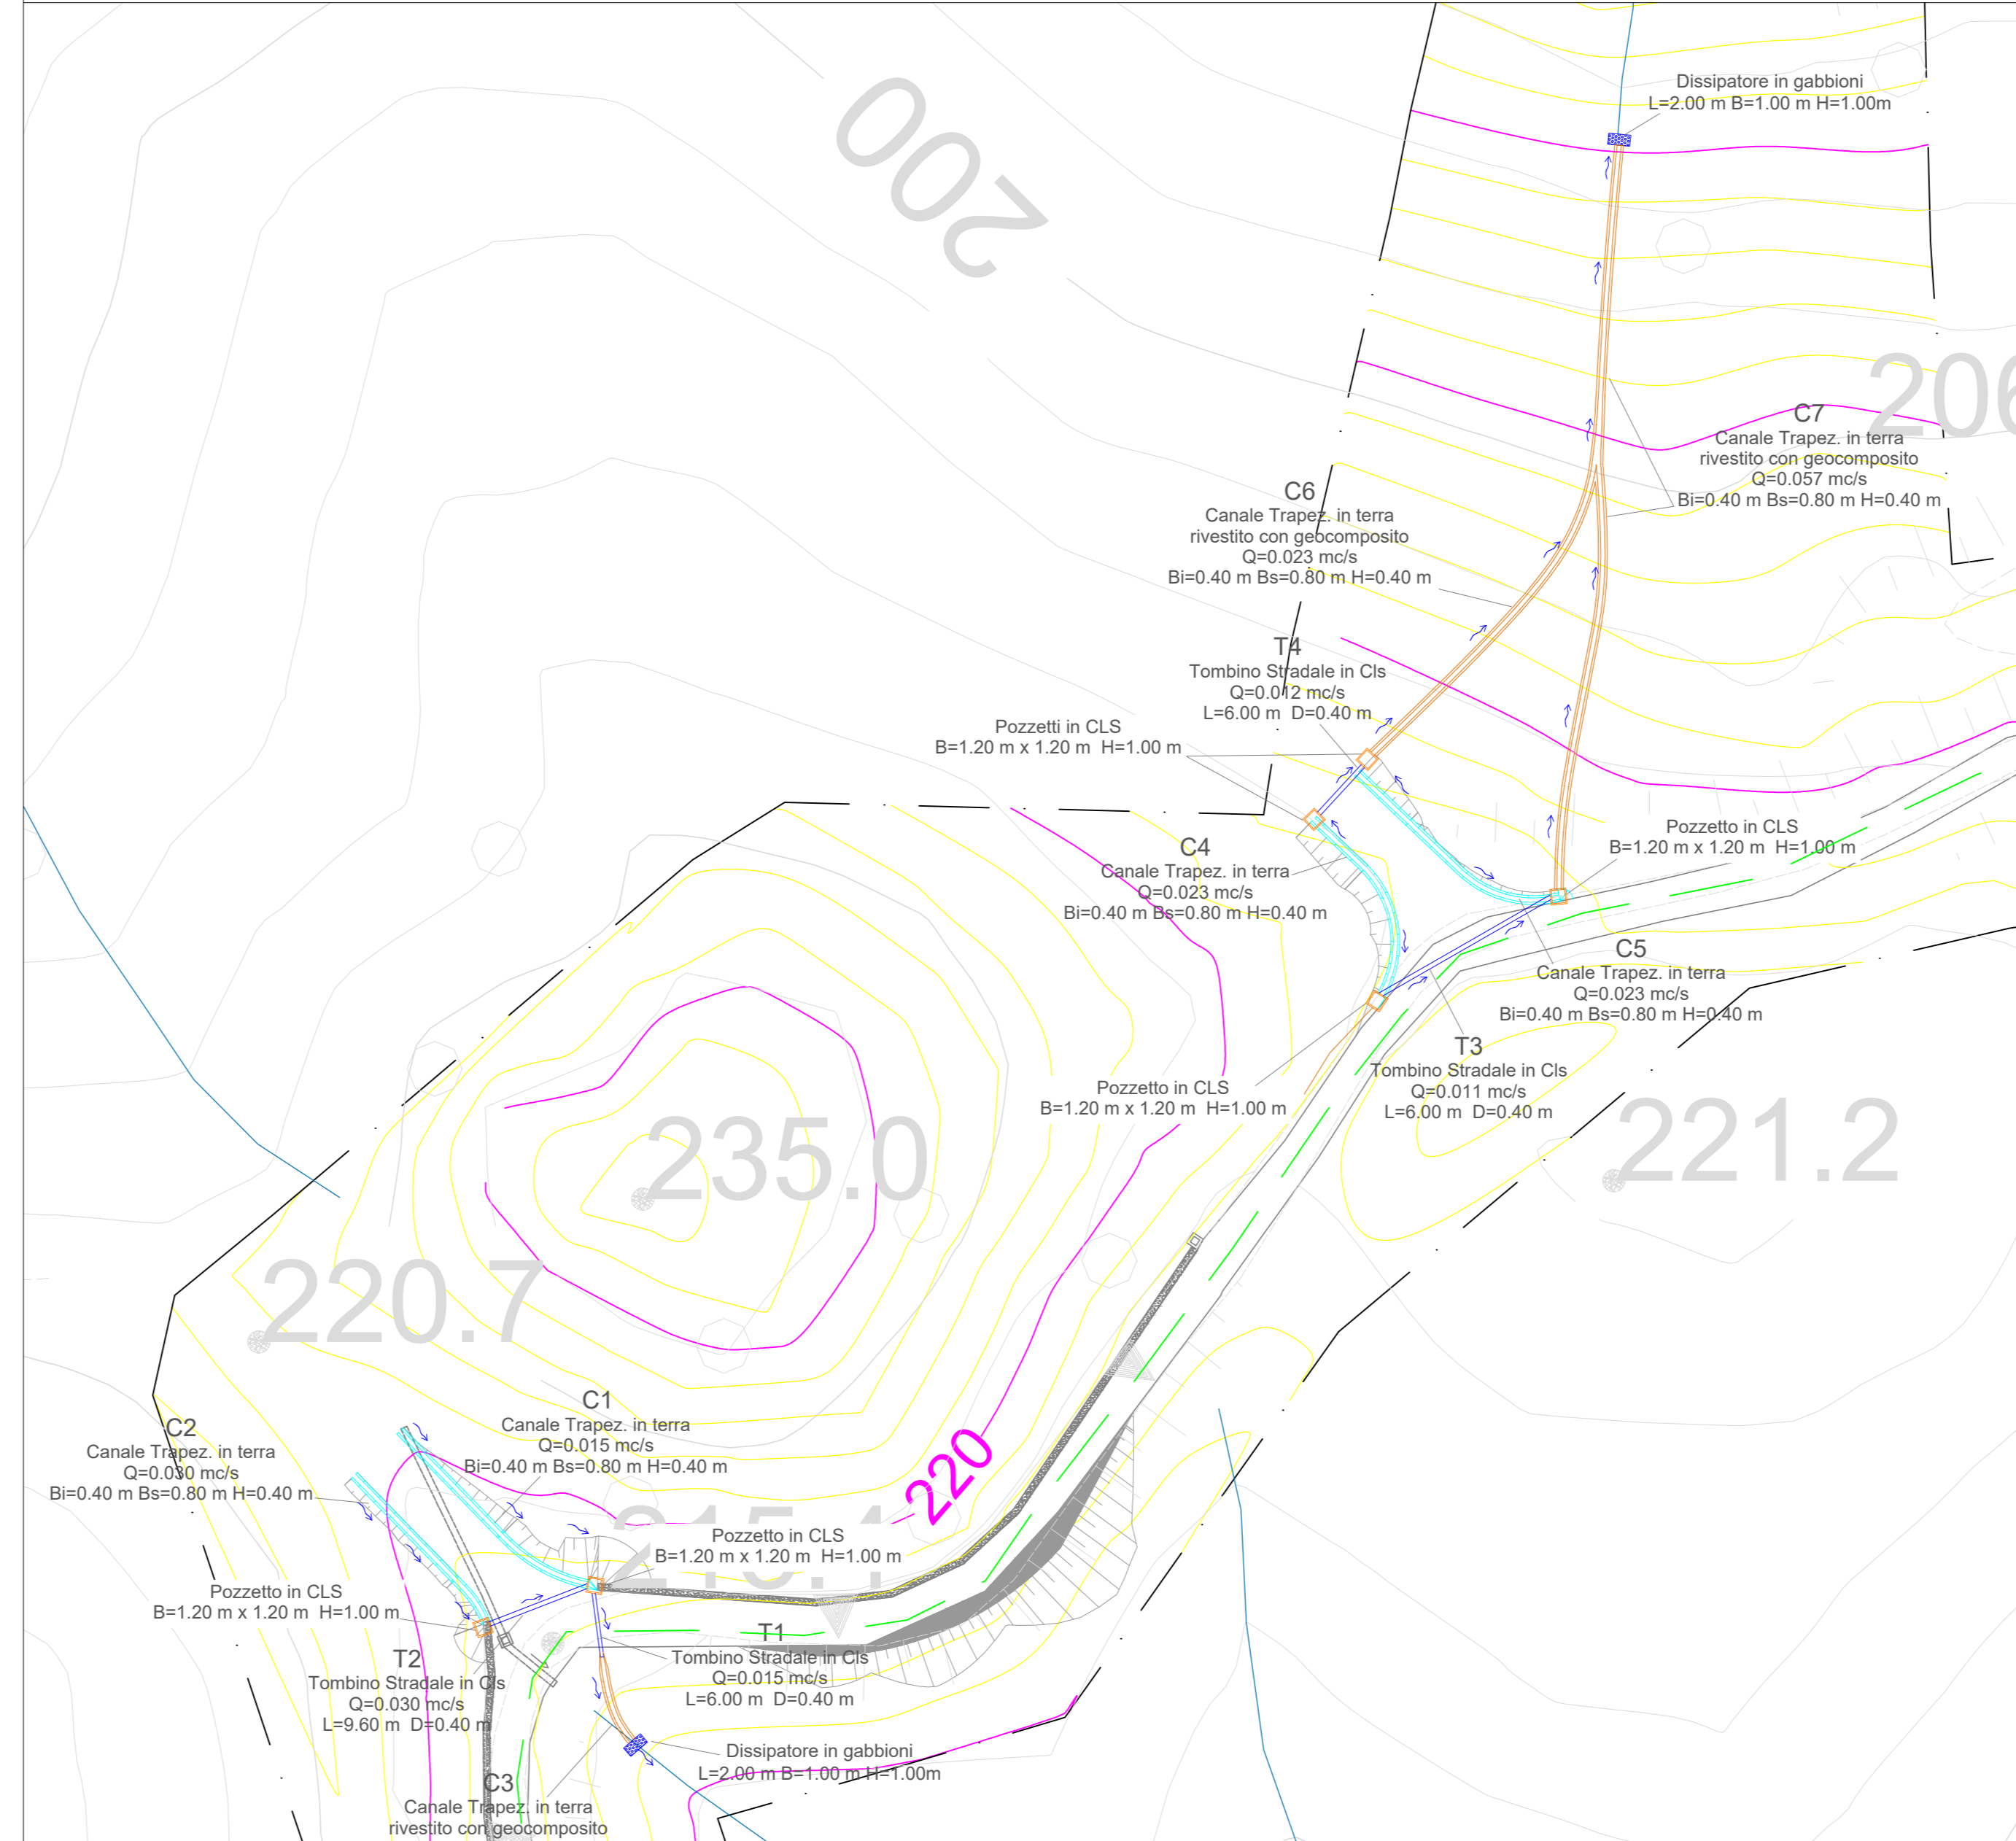 200
Dissipatore in gabbioni
L=2.00 m B=1.00 m H=1.00m
206
C7
Canale Trapez. in terra
rivestito con geocomposito
Q=0.057 mc/s
Bi=0.40 m Bs=0.80 m H=0.40 m
C6
Canale Trapez. in terra
rivestito con geocomposito
Q=0.023 mc/s
Bi=0.40 m Bs=0.80 m H=0.40 m
T4
Tombino Stradale in Cls
Q=0.012 mc/s
L=6.00 m D=0.40 m
Pozzetti in CLS
B=1.20 m x 1.20 m H=1.00 m
Pozzetto in CLS
B=1.20 m x 1.20 m H=1.00 m
C4
Canale Trapez. in terra
Q=0.023 mc/s
Bi=0.40 m Bs=0.80 m H=0.40 m
C5
Canale Trapez. in terra
Q=0.023 mc/s
Bi=0.40 m Bs=0.80 m H=0.40 m
T3
Tombino Stradale in Cls
Q=0.011 mc/s
L=6.00 m D=0.40 m
Pozzetto in CLS
B=1.20 m x 1.20 m H=1.00 m
235.0
221.2
220.7
C1
Canale Trapez. in terra
Q=0.015 mc/s
Bi=0.40 m Bs=0.80 m H=0.40 m
C2
Canale Trapez. in terra
Q=0.030 mc/s
Bi=0.40 m Bs=0.80 m H=0.40 m
220
215.4
Pozzetto in CLS
B=1.20 m x 1.20 m H=1.00 m
Pozzetto in CLS
B=1.20 m x 1.20 m H=1.00 m
T1
Tombino Stradale in Cls
Q=0.015 mc/s
L=6.00 m D=0.40 m
T2
Tombino Stradale in Cls
Q=0.030 mc/s
L=9.60 m D=0.40 m
Dissipatore in gabbioni
L=2.00 m B=1.00 m H=1.00m
C3
Canale Trapez. in terra
rivestito con geocomposito